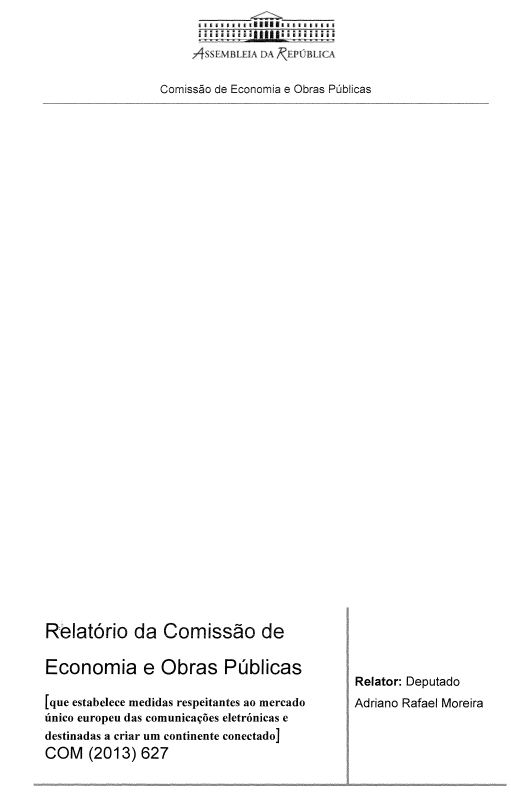 ASSEMBLEIA DA REPÚBLICA
Comissão de Economia e Obras Públicas
Relatório da Comissão de
Economia e Obras Públicas
[que estabelece medidas respeitantes ao mercado
único europeu das comunicações eletrónicas e
destinadas a criar um continente conectado]
COM (2013) 627
Relator: Deputado
Adriano Rafael Moreira